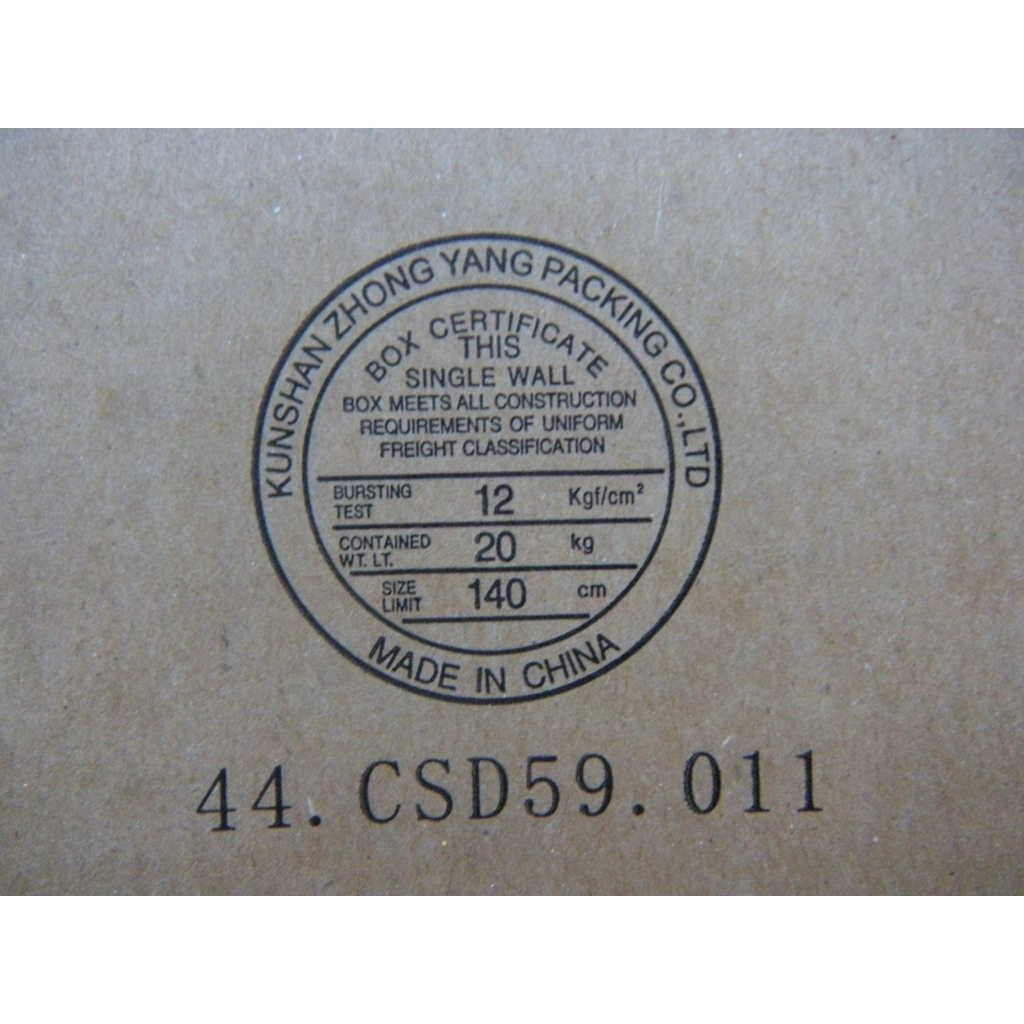 KUNSHAN ZHONG YANG PACKING CO.,LTD
BOX CERTIFICATE
THIS
SINGLE WALL
BOX MEETS ALL CONSTRUCTION
REQUIREMENTS OF UNIFORM
FREIGHT CLASSIFICATION
BURSTING TEST 12 Kgf/cm²
CONTAINED WT. LT. 20 kg
SIZE LIMIT 140 cm
MADE IN CHINA
44.CSD59.011